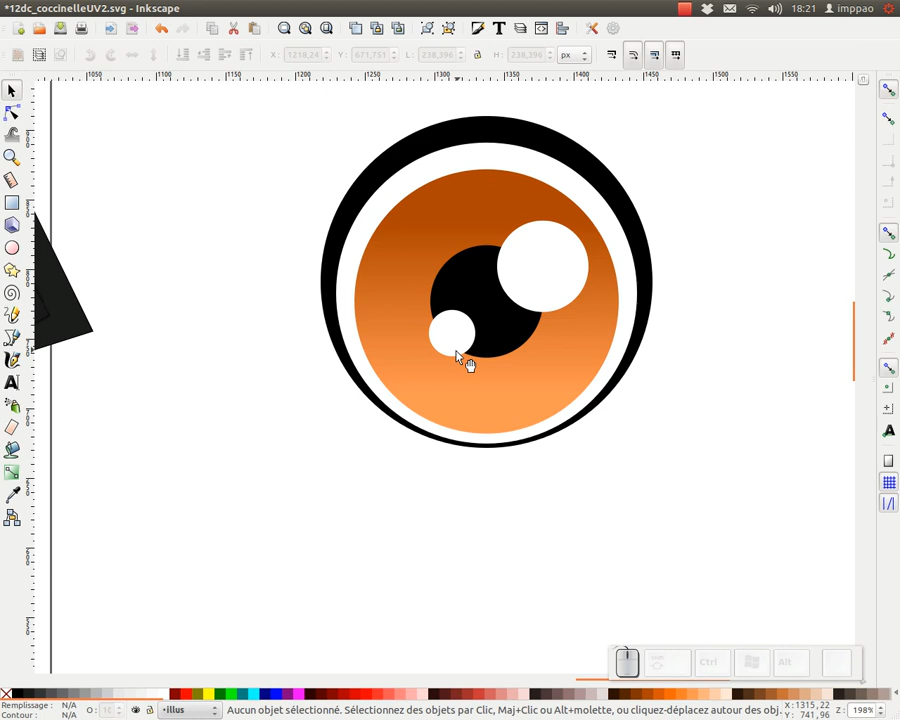 *12dc_coccinelleUV2.svg - Inkscape
18:21 imppao
X: 1218,24 Y: 671,751 L: 238,396 H: 238,396 px
1050 1100 1150 1200 1250 1300 1350 1400 1450 1500 1550
Ctrl Alt
Remplissage: N/A
Contour: N/A
O:
•Illus
Aucun objet sélectionné. Sélectionnez des objets par Clic, Maj+Clic ou Alt+molette, ou cliquez-déplacez autour des obj.
X: 1315,22
Y: 741,96
Z: 198%